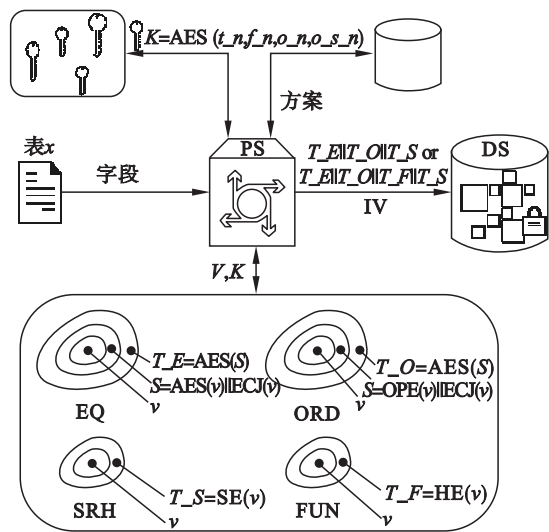 K=AES (t_n,f_n,o_n,o_s_n)
方案
表x
字段
PS
T_E||T_O||T_S or
T_E||T_O||T_F||T_S
IV
DS
V,K
T_E=AES(S)
S=AES(v)||ECJ(v)
v
EQ
T_O=AES(S)
S=OPE(v)||ECJ(v)
v
ORD
T_S=SE(v)
v
SRH
T_F=HE(v)
v
FUN